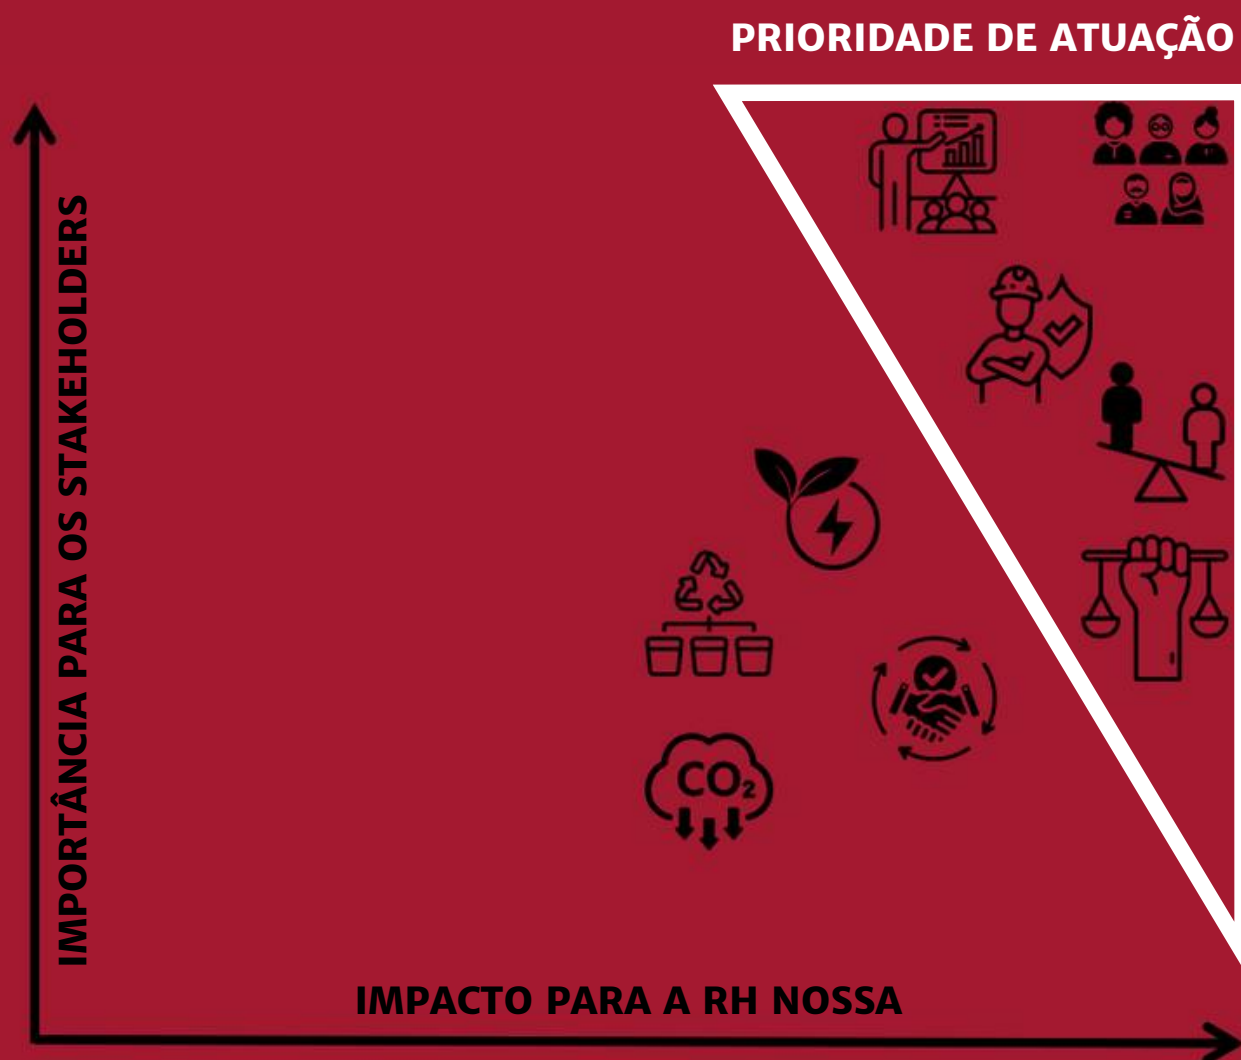 PRIORIDADE DE ATUAÇÃO
IMPORTÂNCIA PARA OS STAKEHOLDERS
CO₂
IMPACTO PARA A RH NOSSA